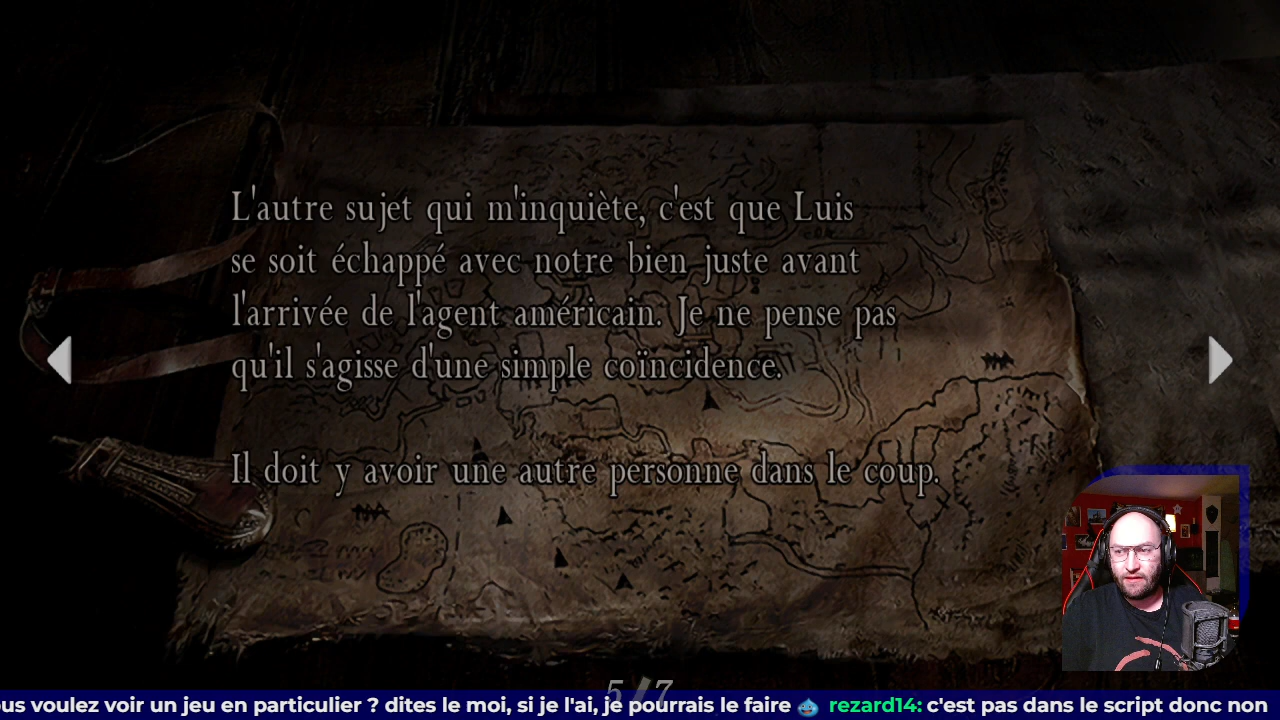 L'autre sujet qui m'inquiète, c'est que Luis
se soit échappé avec notre bien juste avant
l'arrivée de l'agent américain. Je ne pense pas
qu'il s'agisse d'une simple coïncidence.
Il doit y avoir une autre personne dans le coup.
5/7
ous voulez voir un jeu en particulier ? dites le moi, si je l'ai, je pourrais le faire rezard14: c'est pas dans le script donc non